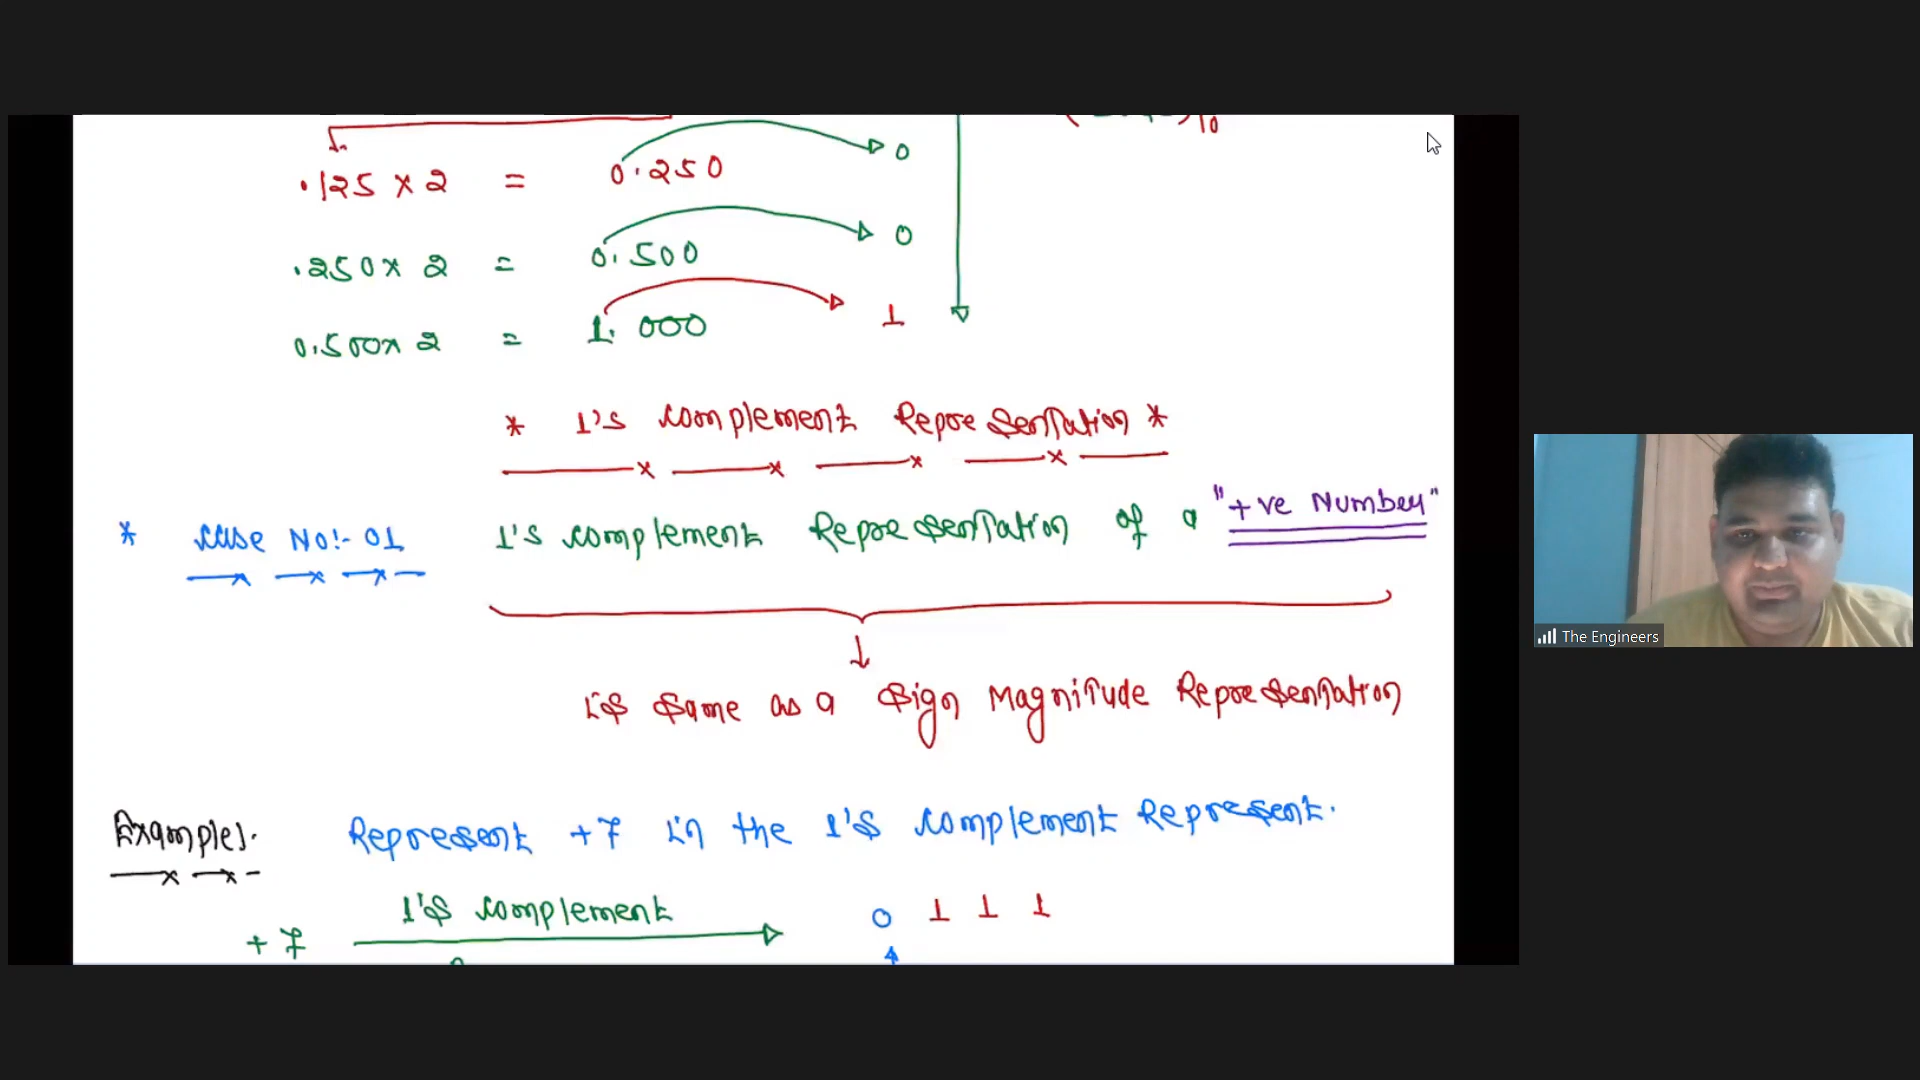 .125 × 2 = 0.250 → 0
.250 × 2 = 0.500 → 0
0.500 × 2 = 1.000 → 1
* 1's complement Representation *
* case No:- 01 1's complement Representation of a "+ve Number"
is same as a sign Magnitude Representation
Example:- Represent +7 in the 1's complement Represent.
1's complement
+7 0 1 1 1
The Engineers